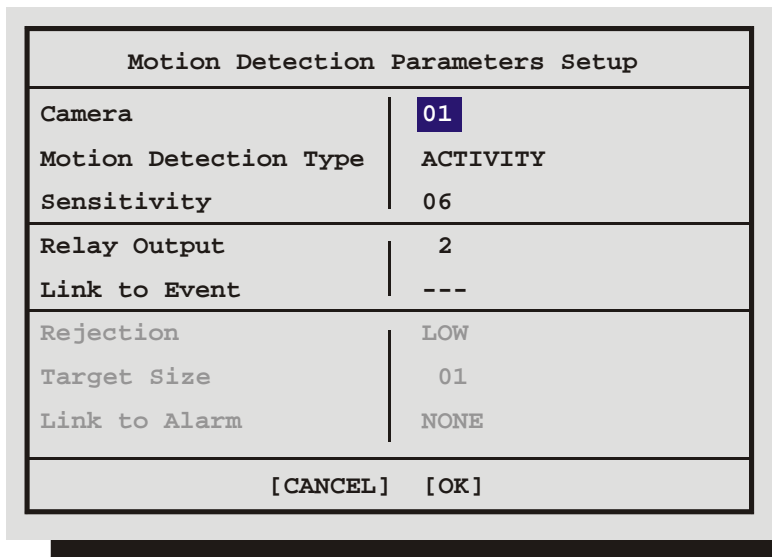 Motion Detection Parameters Setup
Camera 01
Motion Detection Type ACTIVITY
Sensitivity 06
Relay Output 2
Link to Event ---
Rejection LOW
Target Size 01
Link to Alarm NONE
[CANCEL] [OK]